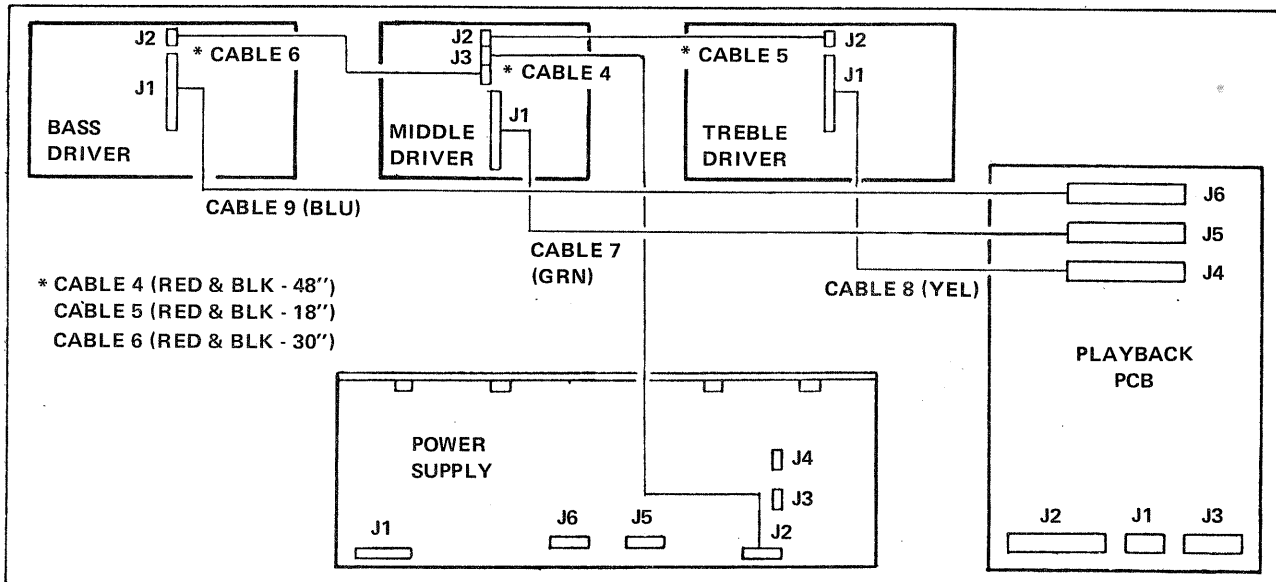 J2
* CABLE 6
J1
BASS
DRIVER
J2
J3
* CABLE 4
J1
MIDDLE
DRIVER
* CABLE 5
J2
J1
TREBLE
DRIVER
CABLE 9 (BLU)
CABLE 7
(GRN)
CABLE 8 (YEL)
J6
J5
J4
PLAYBACK
PCB
J2
J1
J3
* CABLE 4 (RED & BLK - 48")
CABLE 5 (RED & BLK - 18")
CABLE 6 (RED & BLK - 30")
POWER
SUPPLY
J4
J3
J1
J6
J5
J2